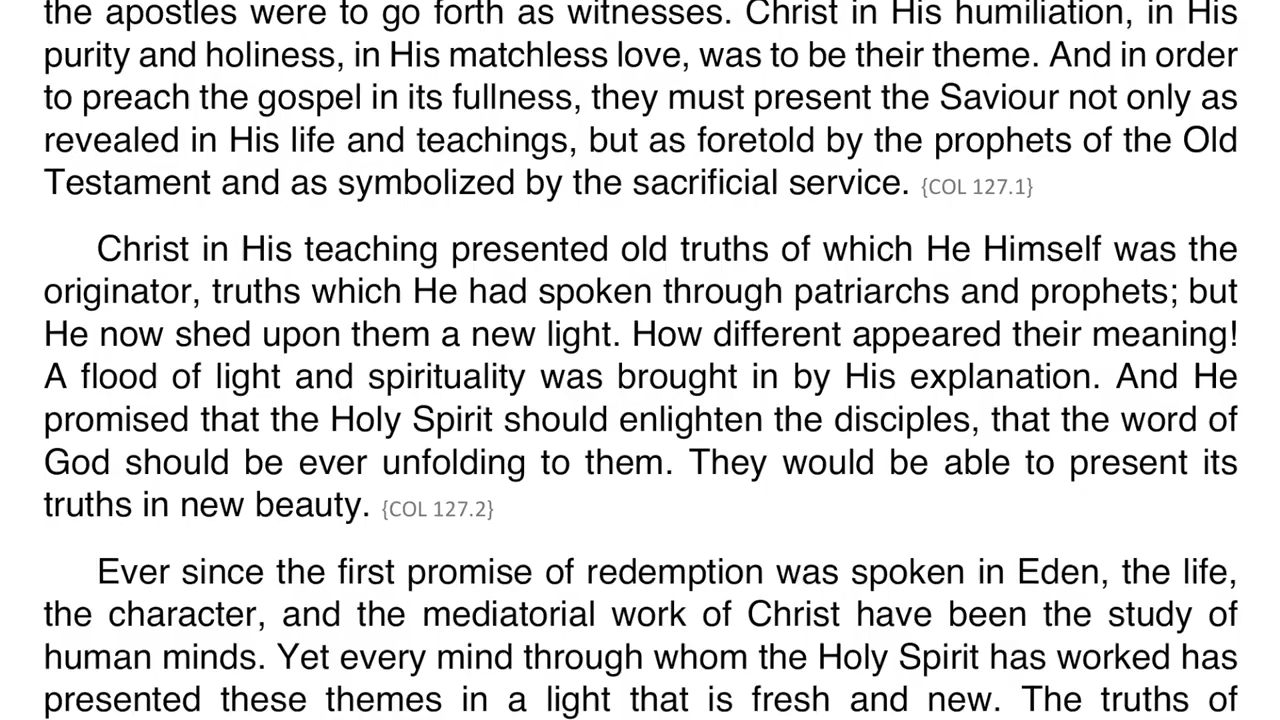 the apostles were to go forth as witnesses. Christ in His humiliation, in His
purity and holiness, in His matchless love, was to be their theme. And in order
to preach the gospel in its fullness, they must present the Saviour not only as
revealed in His life and teachings, but as foretold by the prophets of the Old
Testament and as symbolized by the sacrificial service. {COL 127.1}
Christ in His teaching presented old truths of which He Himself was the
originator, truths which He had spoken through patriarchs and prophets; but
He now shed upon them a new light. How different appeared their meaning!
A flood of light and spirituality was brought in by His explanation. And He
promised that the Holy Spirit should enlighten the disciples, that the word of
God should be ever unfolding to them. They would be able to present its
truths in new beauty. {COL 127.2}
Ever since the first promise of redemption was spoken in Eden, the life,
the character, and the mediatorial work of Christ have been the study of
human minds. Yet every mind through whom the Holy Spirit has worked has
presented these themes in a light that is fresh and new. The truths of